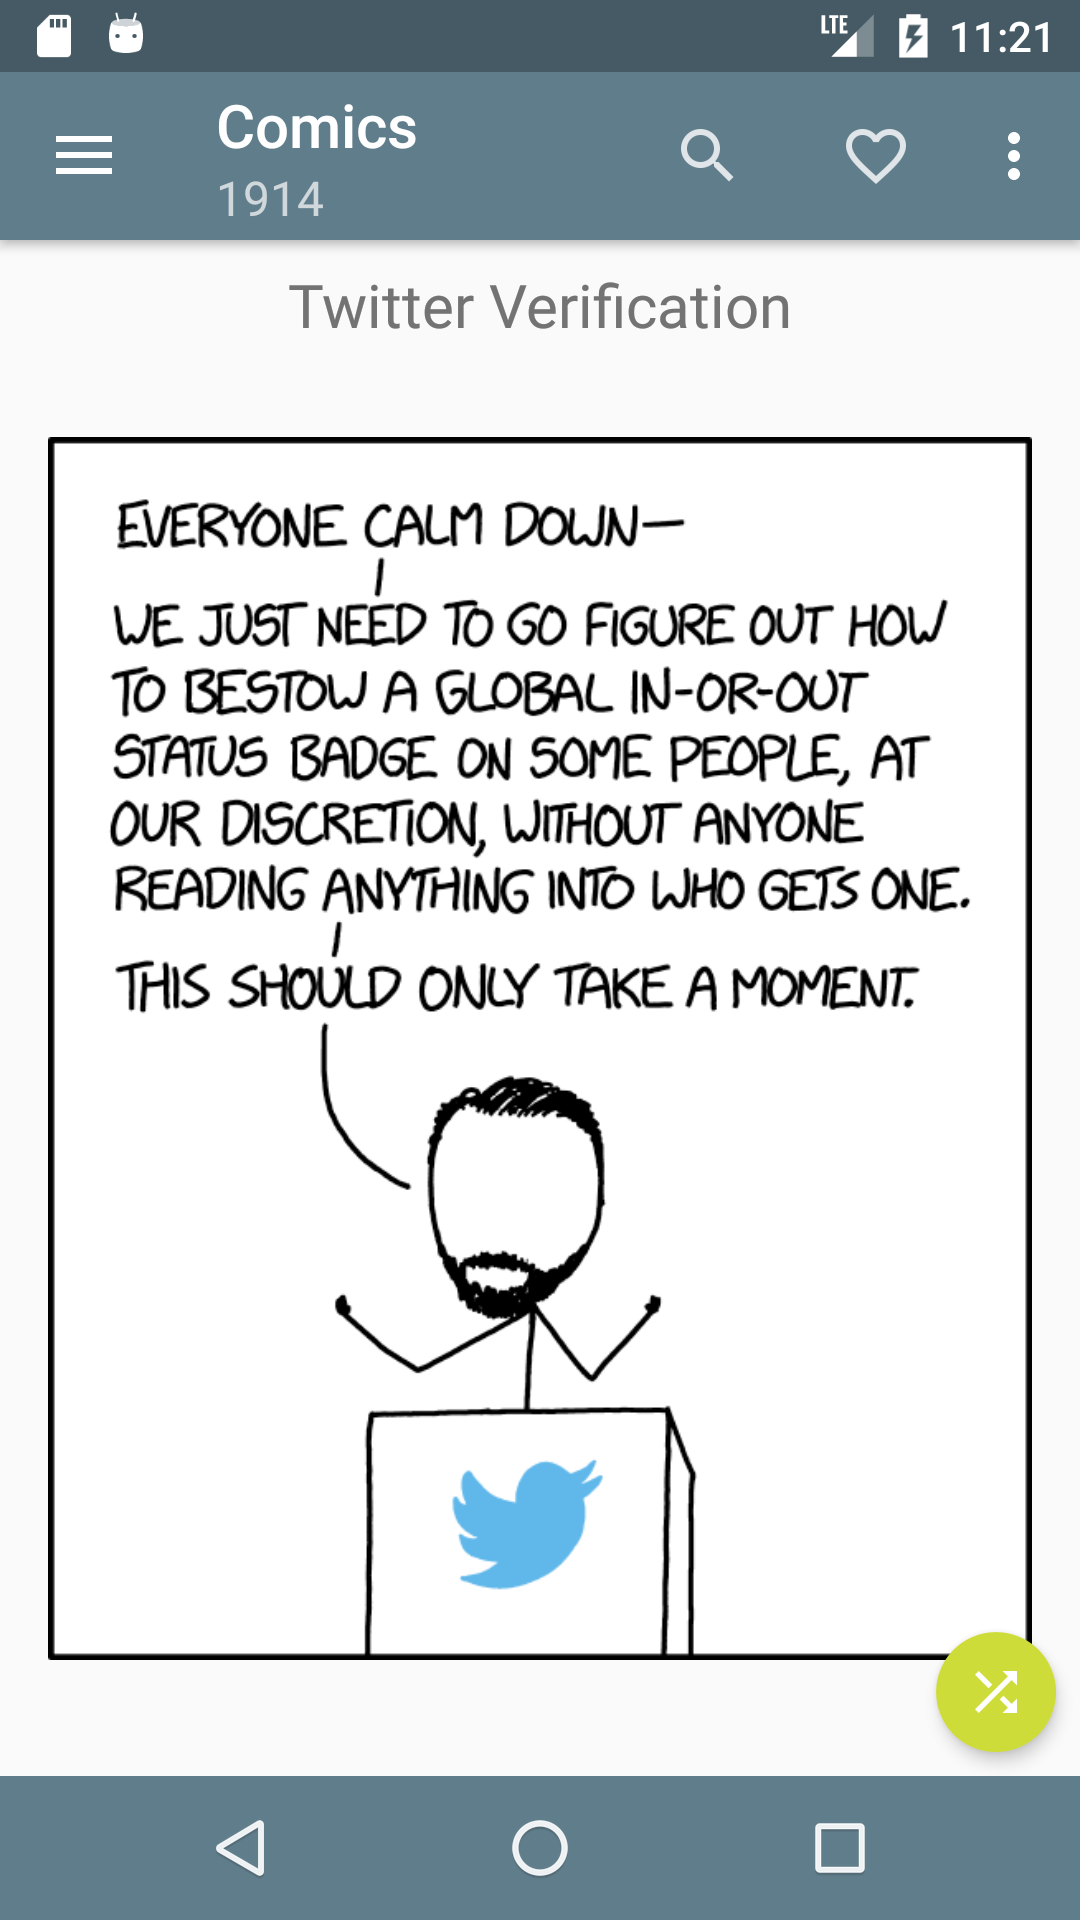 LTE 11:21
Comics
1914
Twitter Verification
EVERYONE CALM DOWN—
WE JUST NEED TO GO FIGURE OUT HOW
TO BESTOW A GLOBAL IN-OR-OUT
STATUS BADGE ON SOME PEOPLE, AT
OUR DISCRETION, WITHOUT ANYONE
READING ANYTHING INTO WHO GETS ONE.
THIS SHOULD ONLY TAKE A MOMENT.